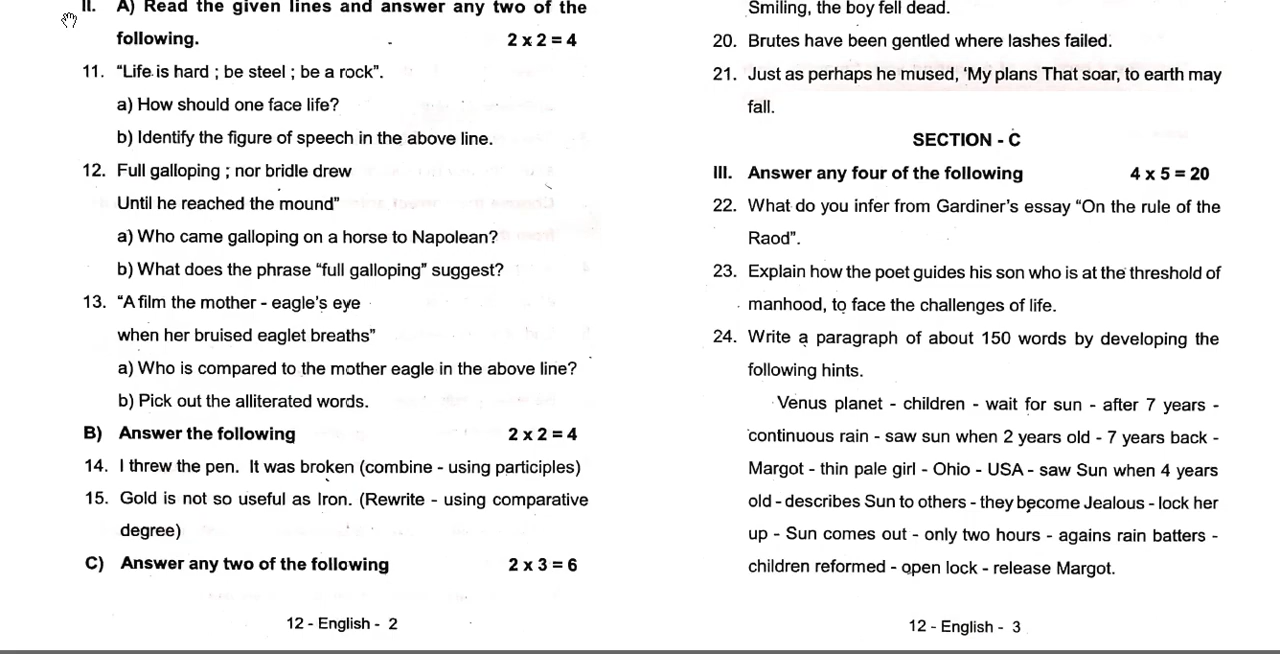 II. A) Read the given lines and answer any two of the
following. 2 x 2 = 4
11. “Life is hard ; be steel ; be a rock”.
a) How should one face life?
b) Identify the figure of speech in the above line.
12. Full galloping ; nor bridle drew
Until he reached the mound”
a) Who came galloping on a horse to Napolean?
b) What does the phrase “full galloping” suggest?
13. “A film the mother - eagle’s eye
when her bruised eaglet breaths”
a) Who is compared to the mother eagle in the above line?
b) Pick out the alliterated words.
B) Answer the following 2 x 2 = 4
14. I threw the pen. It was broken (combine - using participles)
15. Gold is not so useful as Iron. (Rewrite - using comparative
degree)
C) Answer any two of the following 2 x 3 = 6
12 - English - 2
Smiling, the boy fell dead.
20. Brutes have been gentled where lashes failed.
21. Just as perhaps he mused, ‘My plans That soar, to earth may
fall.
SECTION - C
III. Answer any four of the following 4 x 5 = 20
22. What do you infer from Gardiner’s essay “On the rule of the
Raod”.
23. Explain how the poet guides his son who is at the threshold of
manhood, to face the challenges of life.
24. Write a paragraph of about 150 words by developing the
following hints.
Venus planet - children - wait for sun - after 7 years -
continuous rain - saw sun when 2 years old - 7 years back -
Margot - thin pale girl - Ohio - USA - saw Sun when 4 years
old - describes Sun to others - they become Jealous - lock her
up - Sun comes out - only two hours - agains rain batters -
children reformed - open lock - release Margot.
12 - English - 3